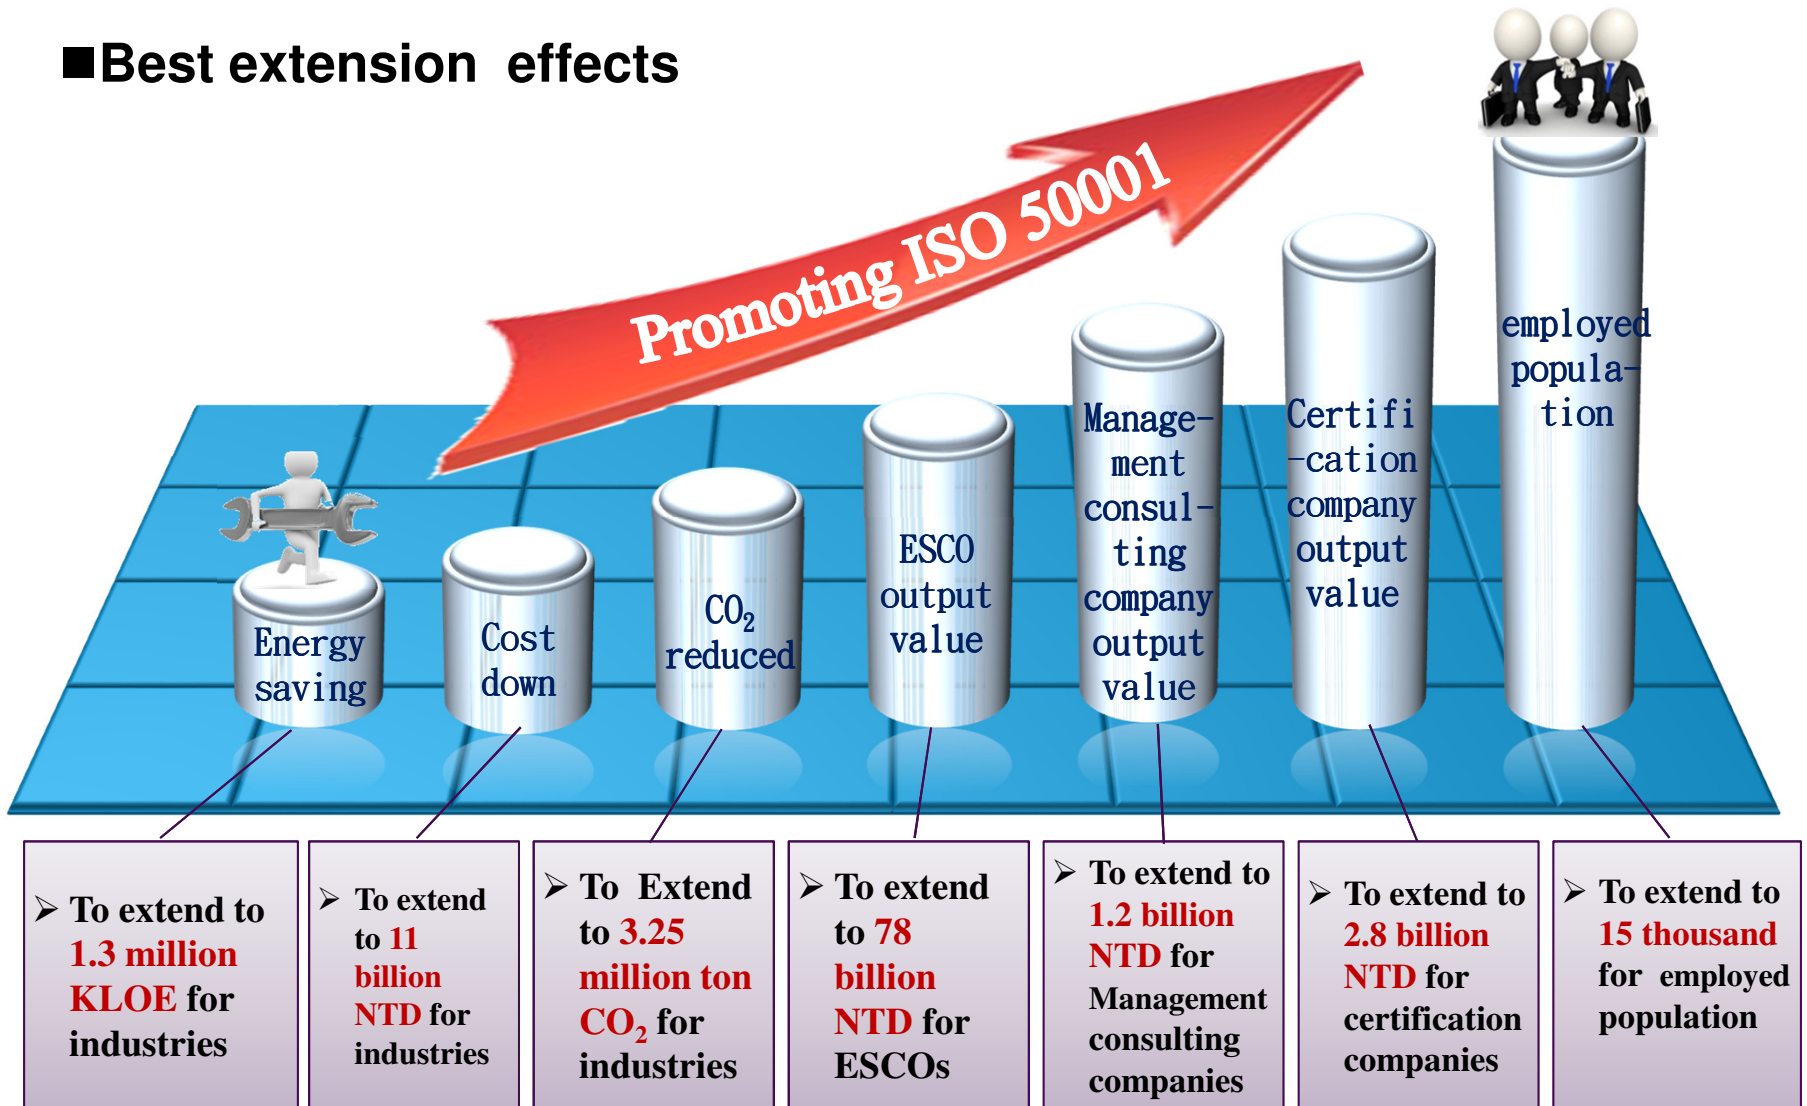 ■Best extension effects
Promoting ISO 50001
Energy
saving
Cost
down
CO₂
reduced
ESCO
output
value
Manage-
ment
consul-
ting
company
output
value
Certifi
-cation
company
output
value
employed
popula-
tion
➢ To extend to
1.3 million
KLOE for
industries
➢ To extend
to 11
billion
NTD for
industries
➢ To Extend
to 3.25
million ton
CO₂ for
industries
➢ To extend
to 78
billion
NTD for
ESCOs
➢ To extend to
1.2 billion
NTD for
Management
consulting
companies
➢ To extend to
2.8 billion
NTD for
certification
companies
➢ To extend to
15 thousand
for employed
population